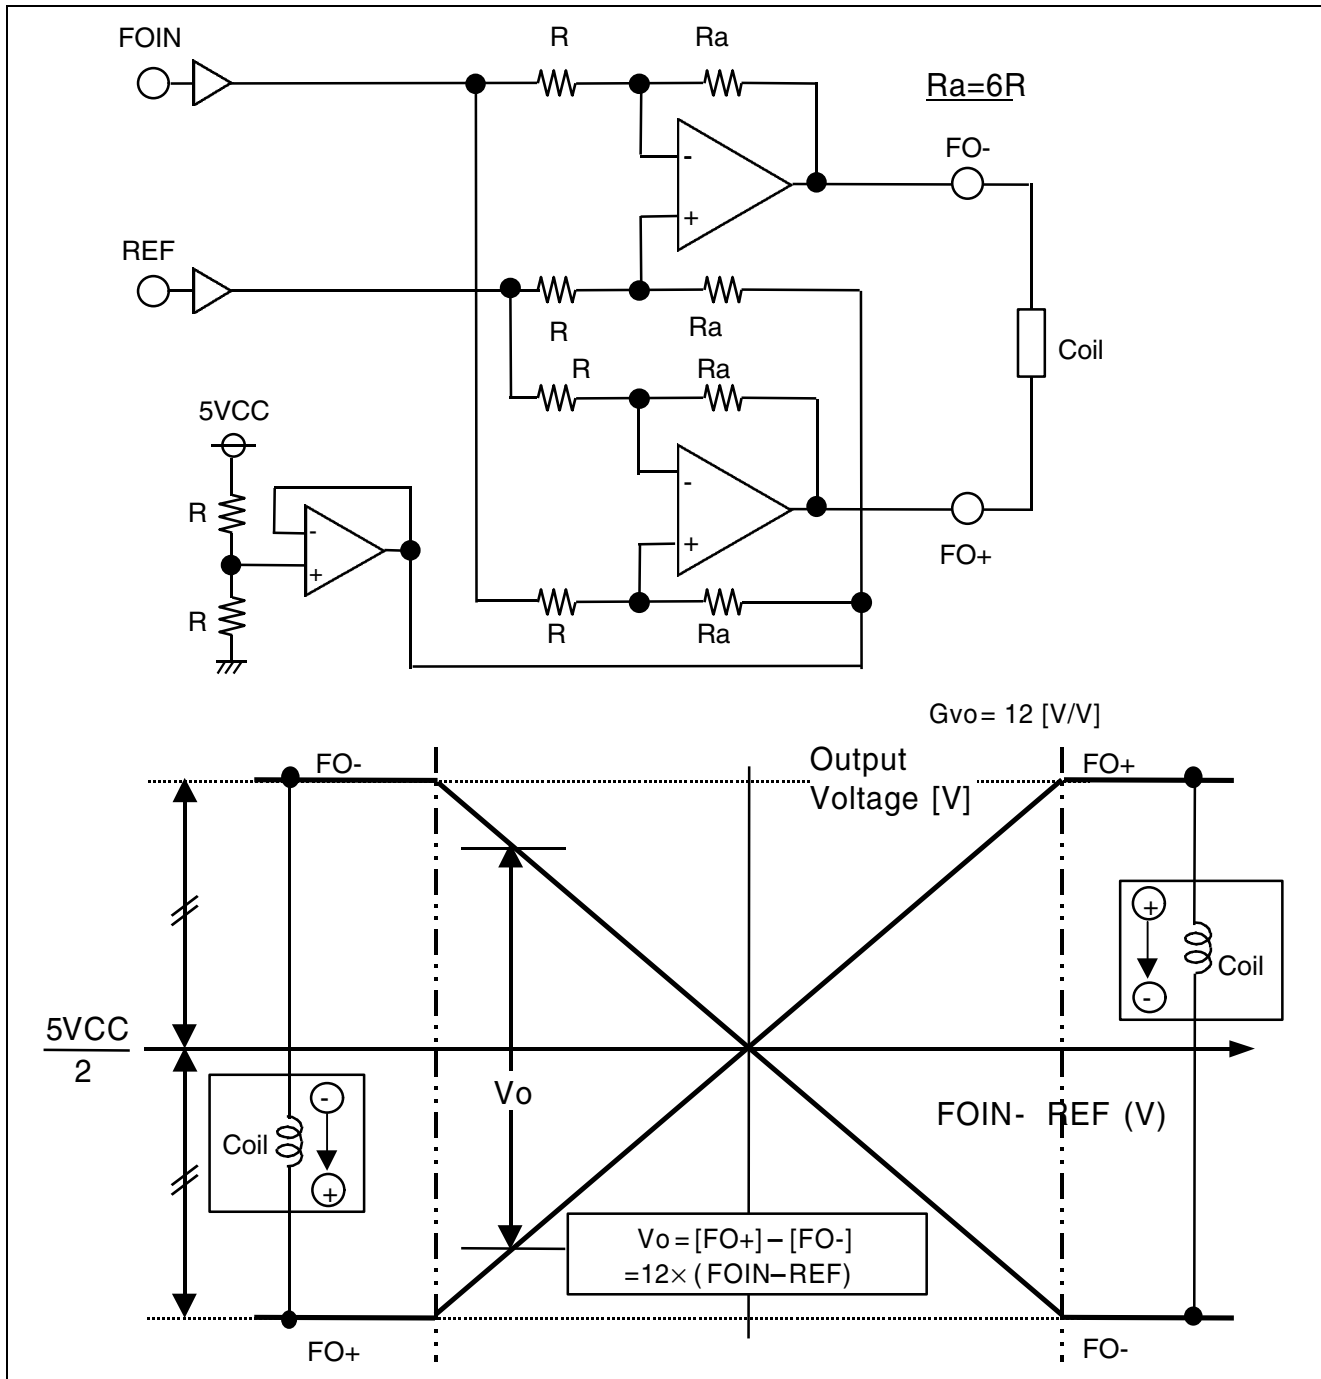 FOIN
R
Ra
Ra=6R
FO-
-
+
REF
R
Ra
Coil
R
Ra
5VCC
R
-
+
R
-
+
FO+
R
Ra
Gvo= 12 [V/V]
FO-
Output
Voltage [V]
FO+
+
-
Coil
5VCC
2
Vo
FOIN- REF (V)
-
Coil
+
Vo=[FO+]−[FO-]
=12×(FOIN−REF)
FO+
FO-